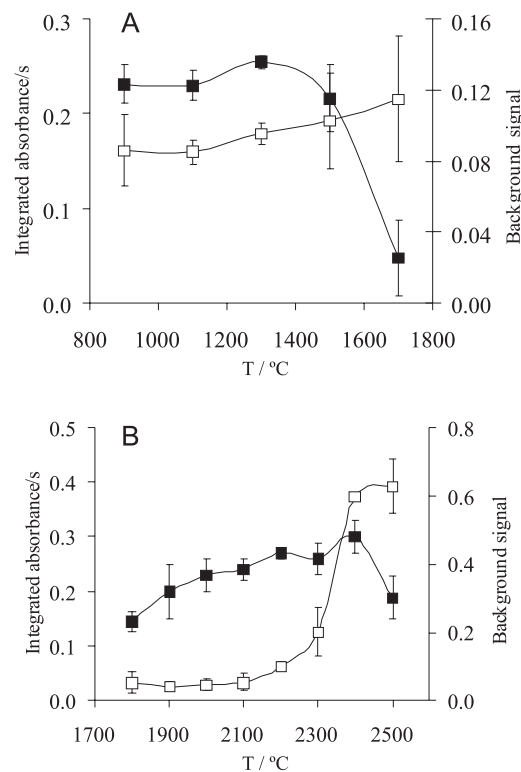 A
0.3
0.2
0.1
0.0
Integrated absorbance/s
0.16
0.12
0.08
0.04
0.00
Background signal
800 1000 1200 1400 1600 1800
T / ºC
B
0.5
0.4
0.3
0.2
0.1
0.0
Integrated absorbance/s
0.8
0.6
0.4
0.2
0.0
Background signal
1700 1900 2100 2300 2500
T / ºC